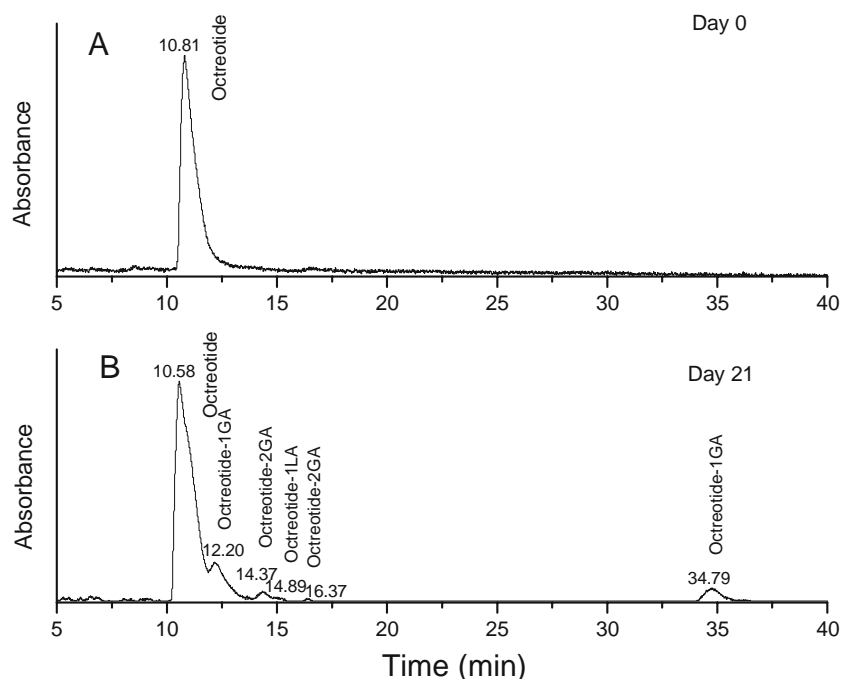 A
10.81
Octreotide
Day 0
Absorbance
5 10 15 20 25 30 35 40
B
10.58
Octreotide
Octreotide-1GA
Octreotide-2GA
Octreotide-1LA
Octreotide-2GA
Day 21
Octreotide-1GA
12.20
14.37
14.89
16.37
34.79
Absorbance
5 10 15 20 25 30 35 40
Time (min)